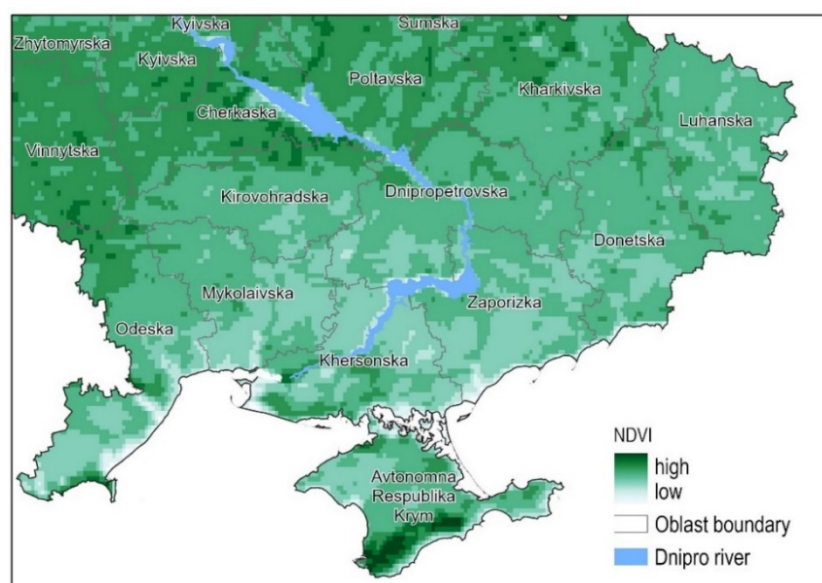 Kyivska
Sumska
Zhytomyrska
Kyivska
Poltavska
Kharkivska
Cherkaska
Luhanska
Vinnytska
Kirovohradska
Dnipropetrovska
Donetska
Mykolaivska
Zaporizka
Odeska
Khersonska
NDVI
high
low
Avtonomna
Respublika
Krym
Oblast boundary
Dnipro river